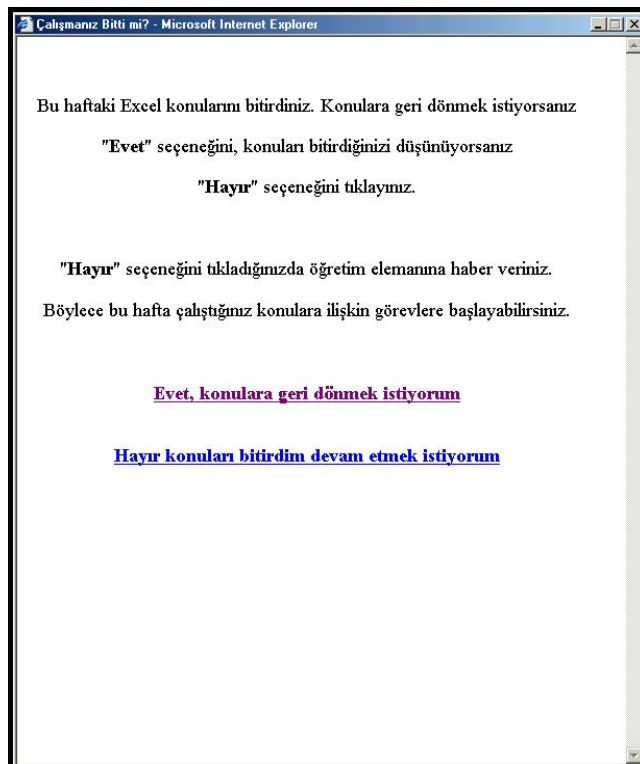 Çalışmanız Bitti mi? - Microsoft Internet Explorer
Bu haftaki Excel konularını bitirdiniz. Konulara geri dönmek istiyorsanız
"Evet" seçeneğini, konuları bitirdiğinizi düşünüyorsanız
"Hayır" seçeneğini tıklayınız.
"Hayır" seçeneğini tıkladığınızda öğretim elemanına haber veriniz.
Böylece bu hafta çalıştığınız konulara ilişkin görevlere başlayabilirsiniz.
Evet, konulara geri dönmek istiyorum
Hayır konuları bitirdim devam etmek istiyorum